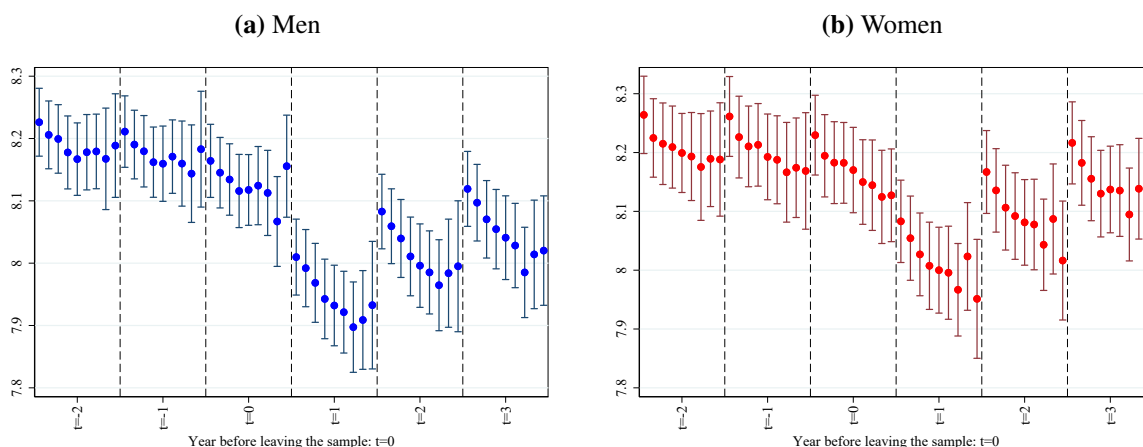 (a) Men
8.3
8.2
8.1
8
7.9
7.8
t=-2
t=-1
t=0
t=1
t=2
t=3
Year before leaving the sample: t=0
(b) Women
8.3
8.2
8.1
8
7.9
7.8
t=-2
t=-1
t=0
t=1
t=2
t=3
Year before leaving the sample: t=0